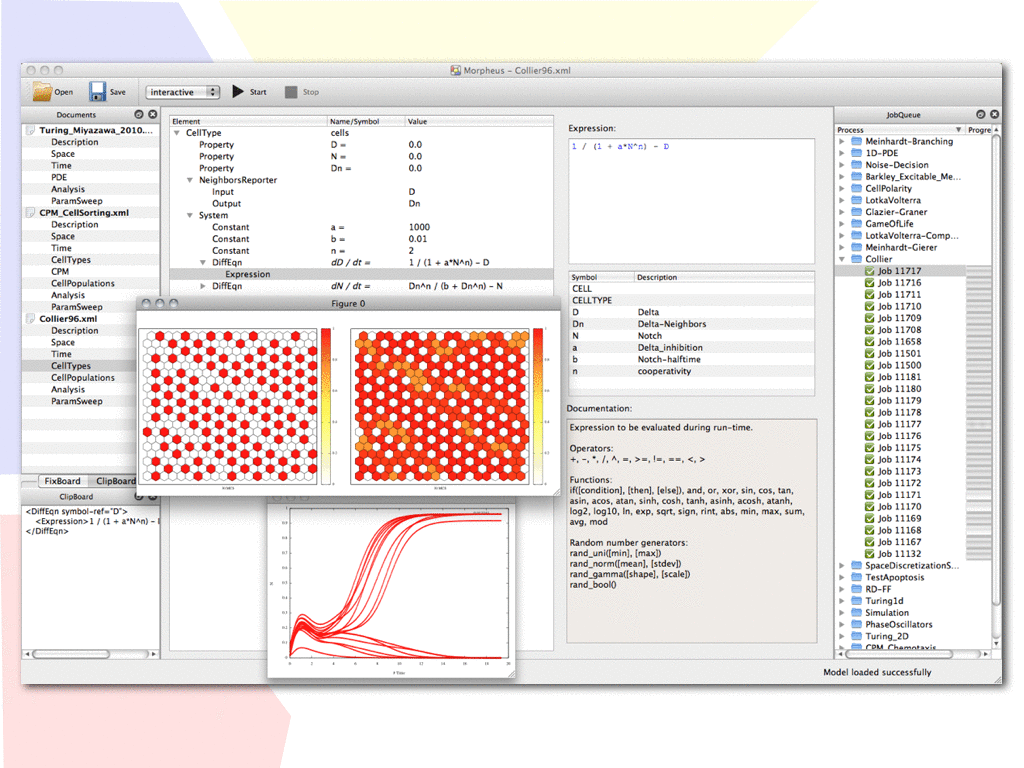 Morpheus – Collier96.xml
Open
Save
interactive
Start
Stop
Documents
Turing_Miyazawa_2010....
Description
Space
Time
PDE
Analysis
ParamSweep
CPM_CellSorting.xml
Description
Space
Time
CellTypes
CPM
CellPopulations
Analysis
ParamSweep
Collier96.xml
Description
Space
Time
CellTypes
CellPopulations
Analysis
ParamSweep
FixBoard
ClipBoard
ClipBoard
<DiffEqn symbol-ref="D">
<Expression>1 / (1 + a*N^n) – 
</DiffEqn>
Element Name/Symbol Value
CellType cells
Property D = 0.0
Property N = 0.0
Property Dn = 0.0
NeighborsReporter
Input D
Output Dn
System
Constant a = 1000
Constant b = 0.01
Constant n = 2
DiffEqn dD / dt = 1 / (1 + a*N^n) – D
Expression
DiffEqn dN / dt = Dn^n / (b + Dn^n) – N
Figure 0
0 2 4 6 8 10 12 14 16 18 20
Expression:
1 / (1 + a*N^n) - D
Symbol Description
CELL
CELLTYPE
D Delta
Dn Delta-Neighbors
N Notch
a Delta_inhibition
b Notch-halftime
n cooperativity
Documentation:
Expression to be evaluated during run-time.
Operators:
+, -, *, /, ^, =, >=, !=, ==, <, >
Functions:
if([condition], [then], [else]), and, or, xor, sin, cos, tan,
asin, acos, atan, sinh, cosh, tanh, asinh, acosh, atanh,
log2, log10, ln, exp, sqrt, sign, rint, abs, min, max, sum,
avg, mod
Random number generators:
rand_uni([min], [max])
rand_norm([mean], [stdev])
rand_gamma([shape], [scale])
rand_bool()
JobQueue
Process Progre
Meinhardt-Branching
1D-PDE
Noise-Decision
Barkley_Excitable_Me...
CellPolarity
LotkaVolterra
Glazier-Graner
GameOfLife
LotkaVolterra-Comp...
Meinhardt-Gierer
Collier
Job 11717
Job 11716
Job 11711
Job 11710
Job 11709
Job 11708
Job 11658
Job 11501
Job 11500
Job 11181
Job 11180
Job 11179
Job 11178
Job 11177
Job 11176
Job 11175
Job 11174
Job 11173
Job 11172
Job 11171
Job 11170
Job 11169
Job 11168
Job 11167
Job 11132
SpaceDiscretizationS...
TestApoptosis
RD-FF
Turing1d
Simulation
PhaseOscillators
Turing_2D
CPM_Chemotaxis
Model loaded successfully